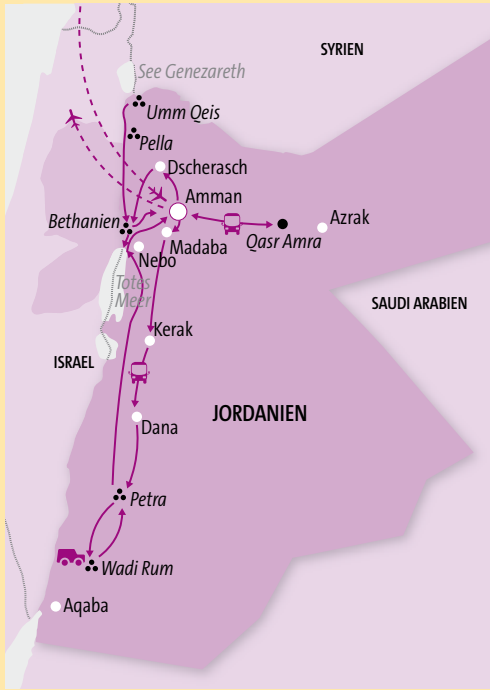 SYRIEN
See Genezareth
Umm Qeis
Pella
Dscherasch
Amman
Bethanien
Azrak
Qasr Amra
Madaba
Nebo
Totes
Meer
SAUDI ARABIEN
Kerak
ISRAEL
JORDANIEN
Dana
Petra
Wadi Rum
Aqaba